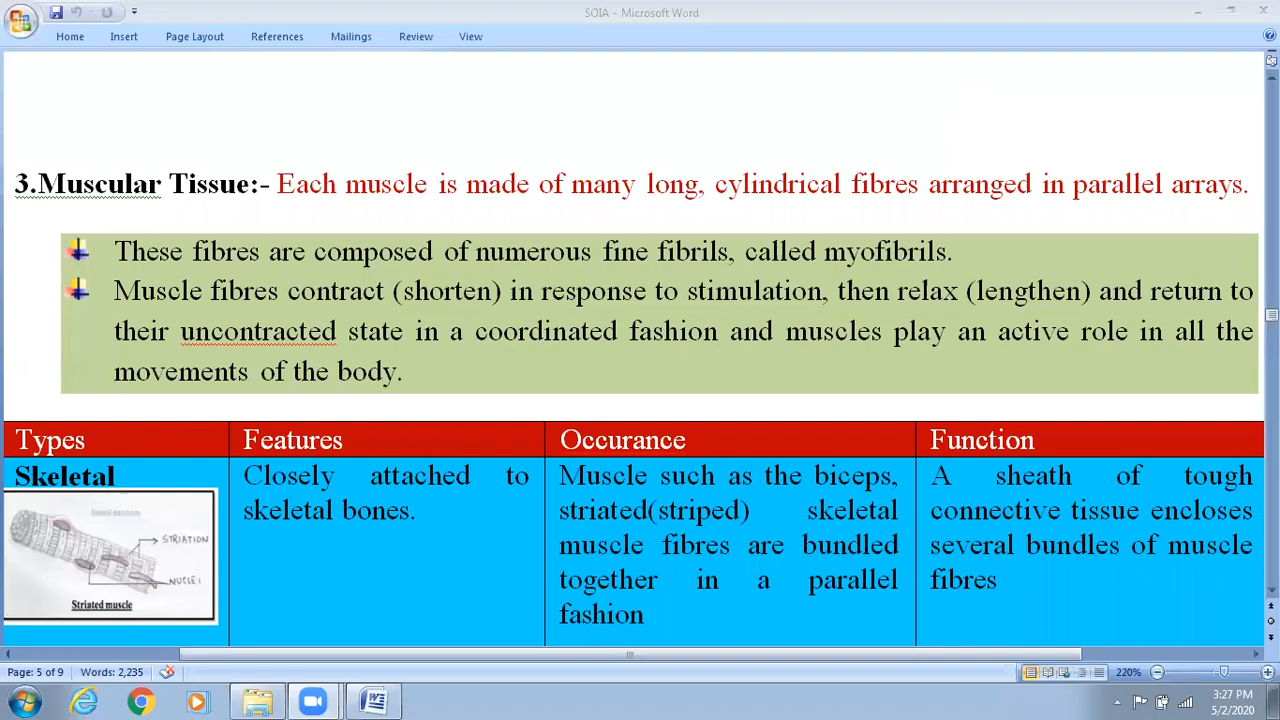 SOIA - Microsoft Word
Home Insert Page Layout References Mailings Review View
3.Muscular Tissue:- Each muscle is made of many long, cylindrical fibres arranged in parallel arrays.
These fibres are composed of numerous fine fibrils, called myofibrils.
Muscle fibres contract (shorten) in response to stimulation, then relax (lengthen) and return to
their uncontracted state in a coordinated fashion and muscles play an active role in all the
movements of the body.
Types Features Occurance Function
Skeletal
STRIATION
NUCLEI
Striated muscle
Closely attached to
skeletal bones.
Muscle such as the biceps,
striated(striped) skeletal
muscle fibres are bundled
together in a parallel
fashion
A sheath of tough
connective tissue encloses
several bundles of muscle
fibres
Page: 5 of 9 Words: 2,235 220%
3:27 PM
5/2/2020